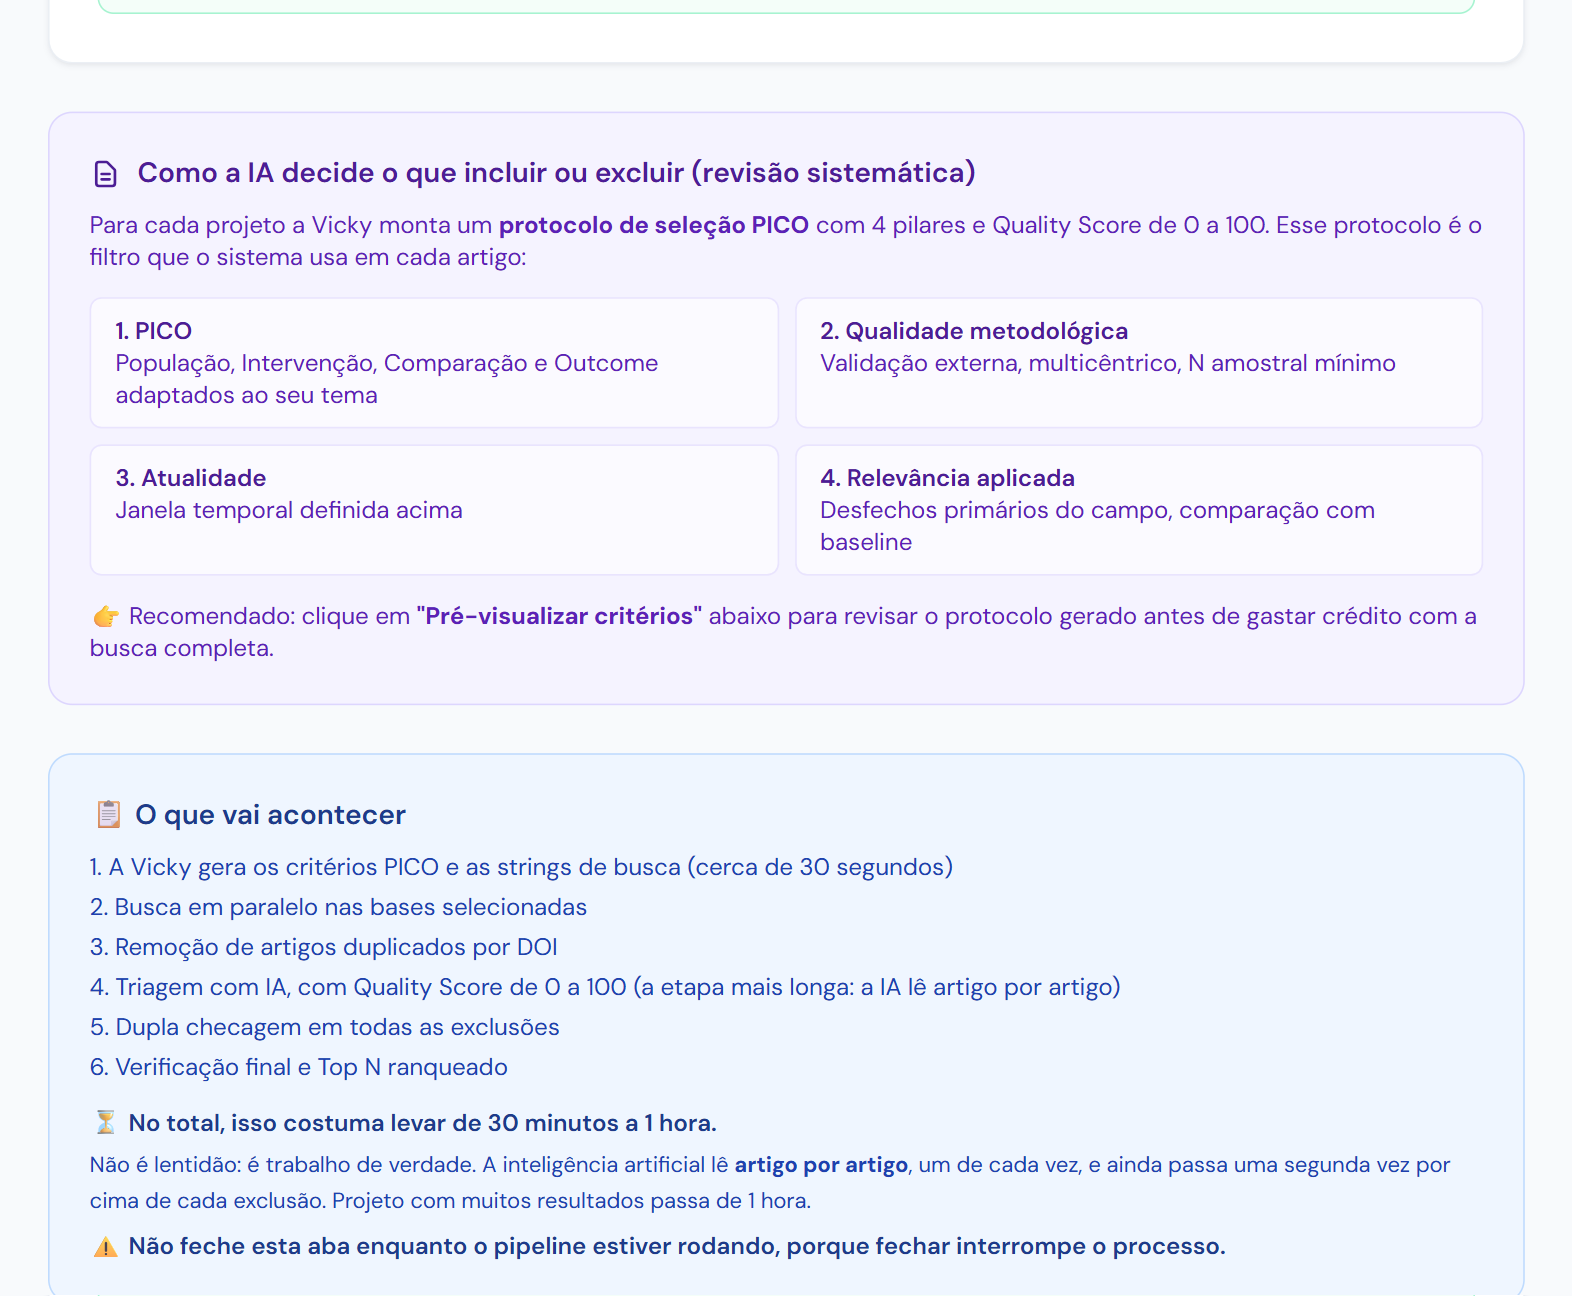 Como a IA decide o que incluir ou excluir (revisão sistemática)
Para cada projeto a Vicky monta um protocolo de seleção PICO com 4 pilares e Quality Score de 0 a 100. Esse protocolo é o
filtro que o sistema usa em cada artigo:
1. PICO
População, Intervenção, Comparação e Outcome
adaptados ao seu tema
2. Qualidade metodológica
Validação externa, multicêntrico, N amostral mínimo
3. Atualidade
Janela temporal definida acima
4. Relevância aplicada
Desfechos primários do campo, comparação com
baseline
👉 Recomendado: clique em "Pré-visualizar critérios" abaixo para revisar o protocolo gerado antes de gastar crédito com a
busca completa.
📋 O que vai acontecer
1. A Vicky gera os critérios PICO e as strings de busca (cerca de 30 segundos)
2. Busca em paralelo nas bases selecionadas
3. Remoção de artigos duplicados por DOI
4. Triagem com IA, com Quality Score de 0 a 100 (a etapa mais longa: a IA lê artigo por artigo)
5. Dupla checagem em todas as exclusões
6. Verificação final e Top N ranqueado
⏳ No total, isso costuma levar de 30 minutos a 1 hora.
Não é lentidão: é trabalho de verdade. A inteligência artificial lê artigo por artigo, um de cada vez, e ainda passa uma segunda vez por
cima de cada exclusão. Projeto com muitos resultados passa de 1 hora.
⚠️ Não feche esta aba enquanto o pipeline estiver rodando, porque fechar interrompe o processo.